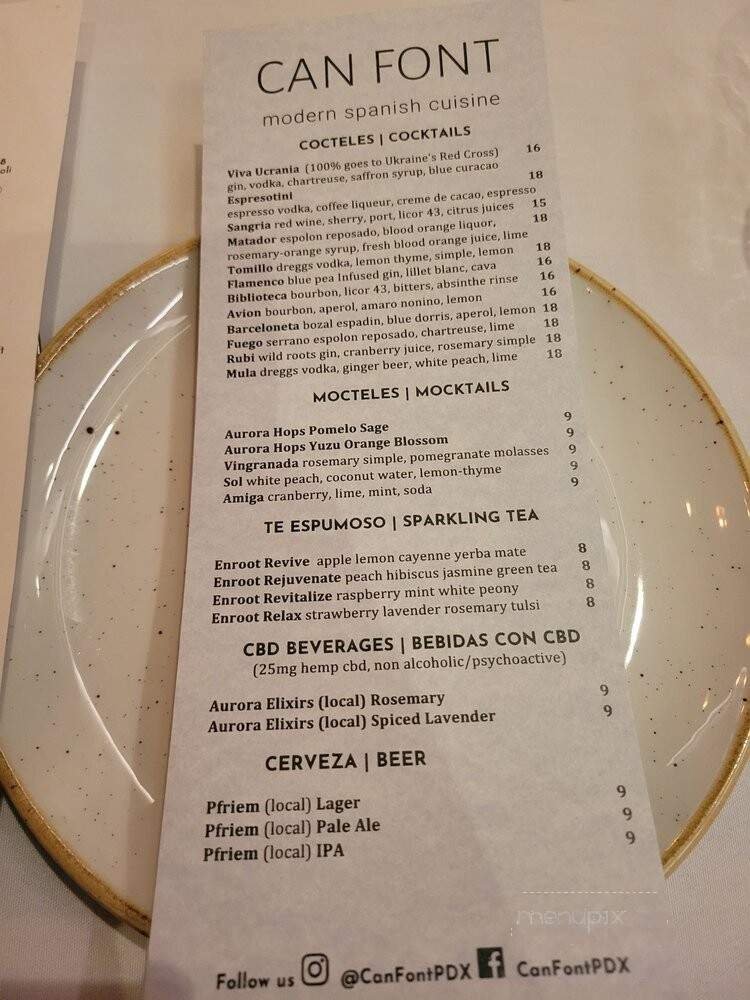 CAN FONT
modern spanish cuisine
COCTELES | COCKTAILS
Viva Ucrania (100% goes to Ukraine's Red Cross) 16
gin, vodka, chartreuse, saffron syrup, blue curacao
Espresotini 18
espresso vodka, coffee liqueur, creme de cacao, espresso
Sangria red wine, sherry, port, licor 43, citrus juices 15
Matador espolon reposado, blood orange liquor, 18
rosemary-orange syrup, fresh blood orange juice, lime
Tomillo dreggs vodka, lemon thyme, simple, lemon 18
Flamenco blue pea Infused gin, lillet blanc, cava 16
Biblioteca bourbon, licor 43, bitters, absinthe rinse 16
Avion bourbon, aperol, amaro nonino, lemon 16
Barceloneta bozal espadin, blue dorris, aperol, lemon 18
Fuego serrano espolon reposado, chartreuse, lime 18
Rubi wild roots gin, cranberry juice, rosemary simple 18
Mula dreggs vodka, ginger beer, white peach, lime 18
MOCTELES | MOCKTAILS
Aurora Hops Pomelo Sage 9
Aurora Hops Yuzu Orange Blossom 9
Vingranada rosemary simple, pomegranate molasses 9
Sol white peach, coconut water, lemon-thyme 9
Amiga cranberry, lime, mint, soda 9
TE ESPUMOSO | SPARKLING TEA
Enroot Revive apple lemon cayenne yerba mate 8
Enroot Rejuvenate peach hibiscus jasmine green tea 8
Enroot Revitalize raspberry mint white peony 8
Enroot Relax strawberry lavender rosemary tulsi 8
CBD BEVERAGES | BEBIDAS CON CBD
(25mg hemp cbd, non alcoholic/psychoactive)
Aurora Elixirs (local) Rosemary 9
Aurora Elixirs (local) Spiced Lavender 9
CERVEZA | BEER
Pfriem (local) Lager 9
Pfriem (local) Pale Ale 9
Pfriem (local) IPA 9
menupix
Follow us @CanFontPDX CanFontPDX